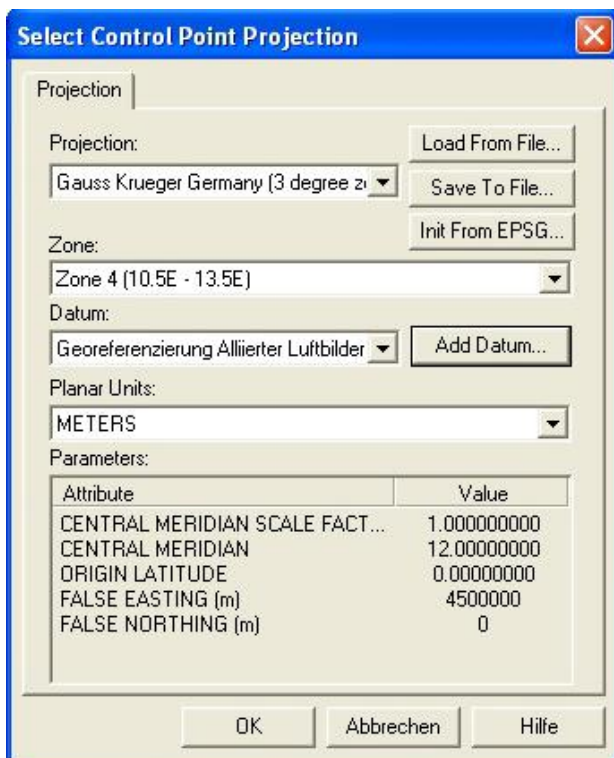 Select Control Point Projection
Projection
Projection:
Load From File...
Gauss Krueger Germany (3 degree z
Save To File...
Init From EPSG...
Zone:
Zone 4 (10.5E - 13.5E)
Datum:
Georeferenzierung Alliierter Luftbilder
Add Datum...
Planar Units:
METERS
Parameters:
Attribute Value
CENTRAL MERIDIAN SCALE FACT... 1.000000000
CENTRAL MERIDIAN 12.00000000
ORIGIN LATITUDE 0.00000000
FALSE EASTING (m) 4500000
FALSE NORTHING (m) 0
OK Abbrechen Hilfe